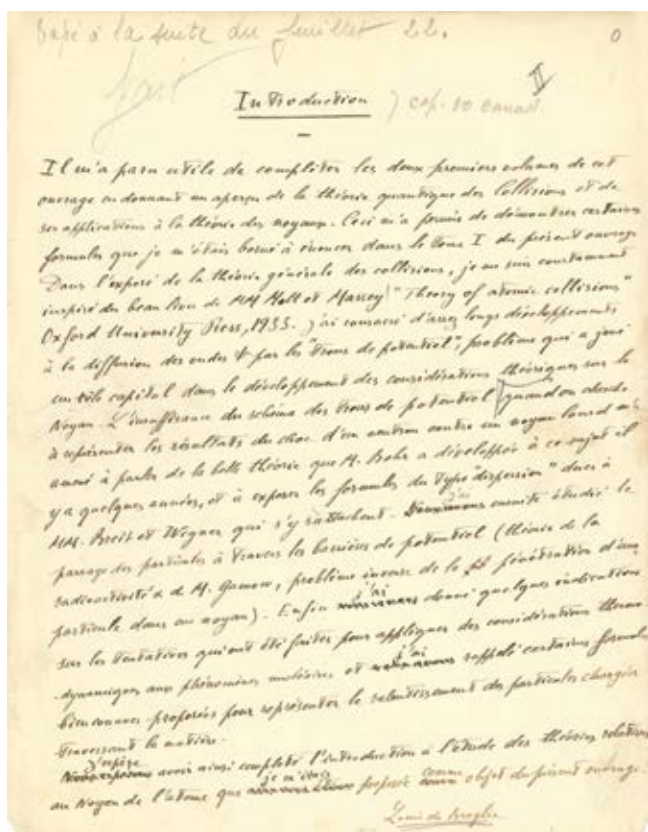 Tapé à la suite du feuillet 22.
0
II
Introduction
Il m'a paru utile de compléter les deux premiers volumes de cet
ouvrage en donnant un aperçu de la théorie quantique des Collisions et de
ses applications à la théorie des noyaux. Ceci m'a permis de démontrer certaines
formules que je m'étais borné à énoncer dans le tome I du présent ouvrage
Dans l'exposé de la théorie générale des collisions, je me suis constamment
inspiré du beau livre de MM Mott et Massey "Theory of atomic collisions"
Oxford University Press, 1933. J'ai consacré d'assez longs développements
à la diffusion des ondes Ψ par les "trous de potentiel", problème qui a joué
un rôle capital dans le développement des considérations théoriques sur le
Noyau. L'insuffisance du schéma des trous de potentiel quand on cherche
à représenter les résultats du choc d'un neutron contre un noyau lourd m'a
amené à parler de la belle théorie que M. Bohr a développée à ce sujet il
y a quelques années, et à exposer les formules du type "dispersion" dues à
MM. Breit et Wigner qui s'y rattachent. j'ai ensuite étudié le
passage des particules à travers les barrières de potentiel (théorie de la
radioactivité α de M. Gamow, problème inverse de la pénétration d'une
particule dans un noyau). Enfin j'ai donné quelques indications
sur les tentatives qui ont été faites pour appliquer des considérations thermo-
-dynamiques aux phénomènes nucléaires et j'ai rappelé certaines formules
bien connues proposées pour représenter le ralentissement des particules chargées
traversant la matière.
J'espère avoir ainsi complété l'introduction à l'étude des théories relatives
au Noyau de l'atome que je m'étais proposée comme objet du présent ouvrage.
Louis de Broglie